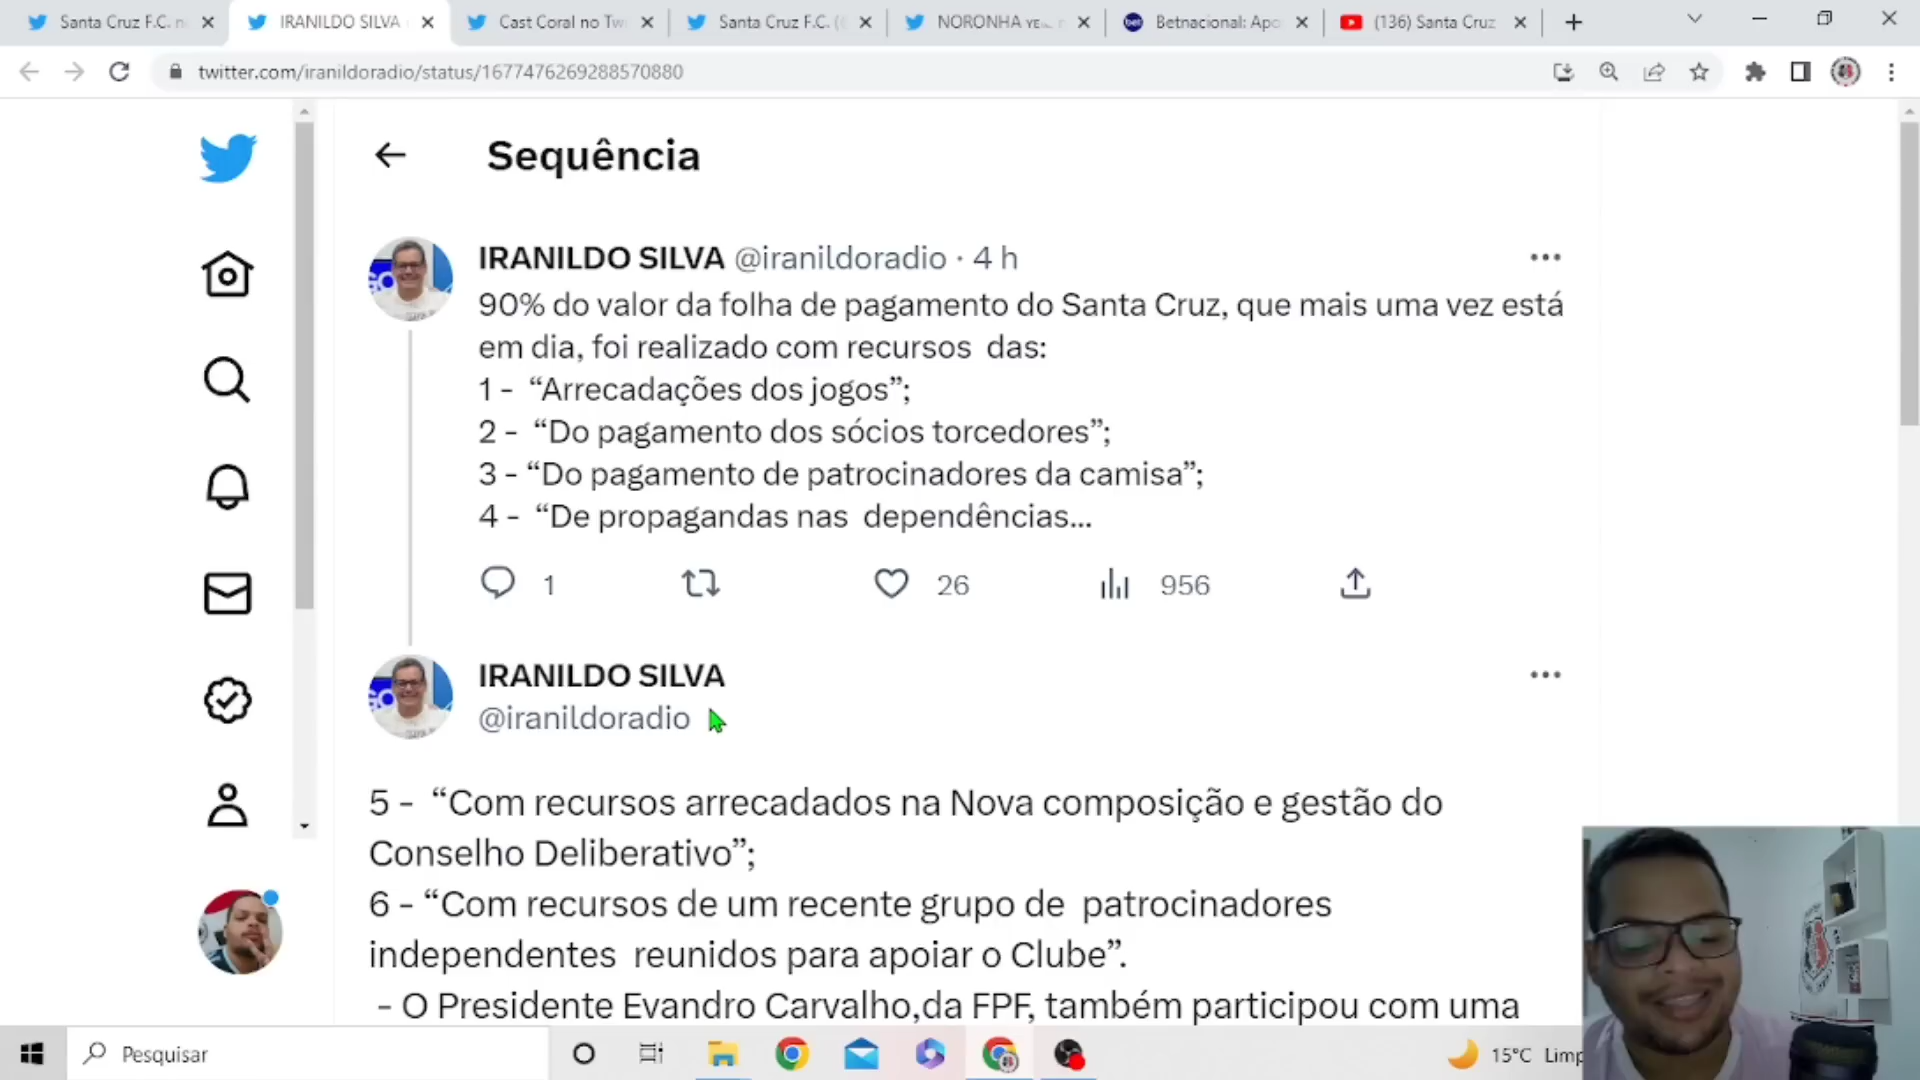 Santa Cruz F.C. n
IRANILDO SILVA
Cast Coral no Tw
Santa Cruz F.C. (
NORONHA
Betnacional: Apo
(136) Santa Cruz
twitter.com/iranildoradio/status/1677476269288570880
Sequência
IRANILDO SILVA @iranildoradio · 4 h
90% do valor da folha de pagamento do Santa Cruz, que mais uma vez está
em dia, foi realizado com recursos das:
1 - “Arrecadações dos jogos”;
2 - “Do pagamento dos sócios torcedores”;
3 - “Do pagamento de patrocinadores da camisa”;
4 - “De propagandas nas dependências...
1 26 956
IRANILDO SILVA
@iranildoradio
5 - “Com recursos arrecadados na Nova composição e gestão do
Conselho Deliberativo”;
6 - “Com recursos de um recente grupo de patrocinadores
independentes reunidos para apoiar o Clube”.
- O Presidente Evandro Carvalho,da FPF, também participou com uma
Pesquisar
15°C Limp